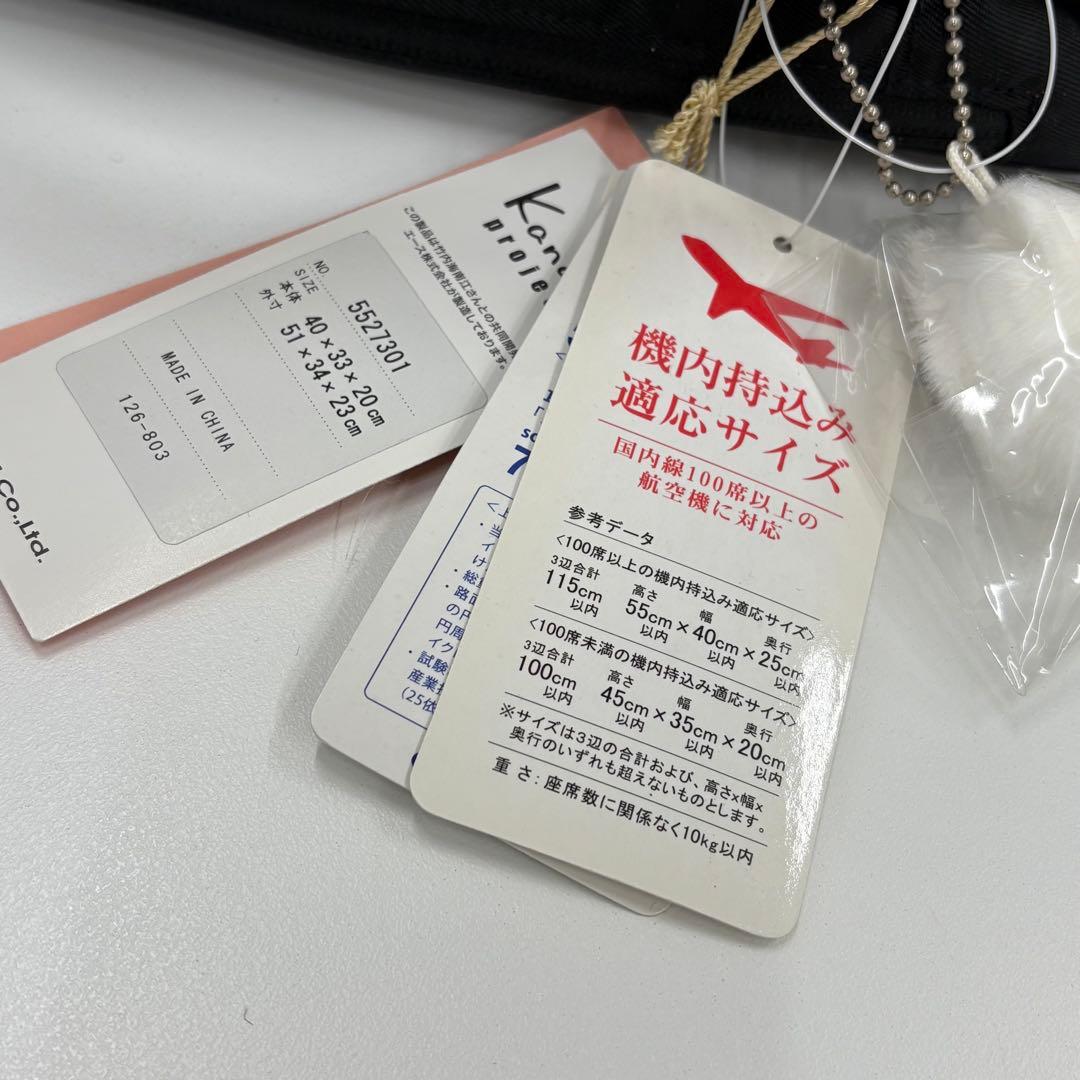 この製品は竹内海南江さんとの共同開
エース株式会社が製造しております。
NO. 5527301
SIZE
本体 40×33×20cm
外寸 51×34×23cm
MADE IN CHINA
126-803
Co.,Ltd.
機内持込み
適応サイズ
国内線100席以上の
航空機に対応
参考データ
<100席以上の機内持込み適応サイズ>
3辺合計 高さ 幅 奥行
115cm 55cm×40cm×25cm
以内 以内 以内 以内
<100席未満の機内持込み適応サイズ>
3辺合計 高さ 幅 奥行
100cm 45cm×35cm×20cm
以内 以内 以内 以内
※サイズは3辺の合計および、高さ×幅×
奥行のいずれも超えないものとします。
重さ:座席数に関係なく10kg以内